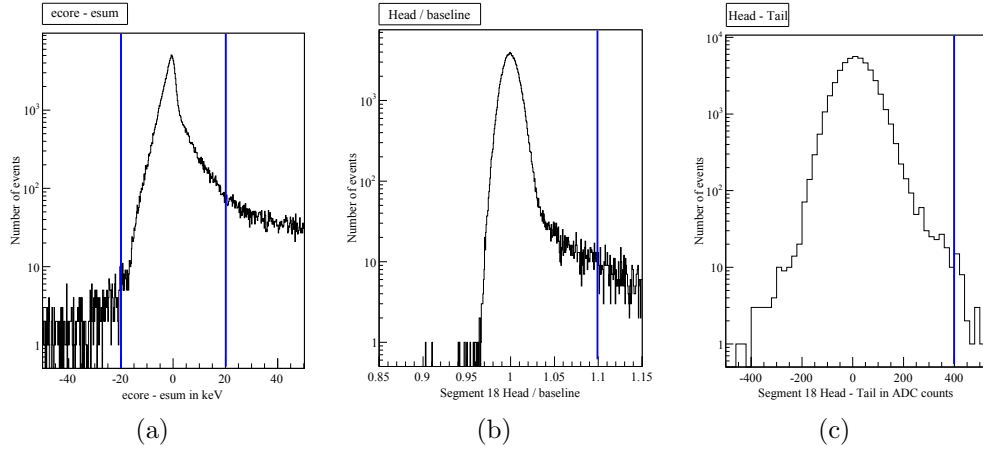 ecore - esum
Number of events
10³
10²
10
1
-40 -20 0 20 40
ecore - esum in keV
(a)
Head / baseline
Number of events
10³
10²
10
1
0.85 0.9 0.95 1 1.05 1.1 1.15
Segment 18 Head / baseline
(b)
Head - Tail
Number of events
10⁴
10³
10²
10
1
-400 -200 0 200 400
Segment 18 Head - Tail in ADC counts
(c)